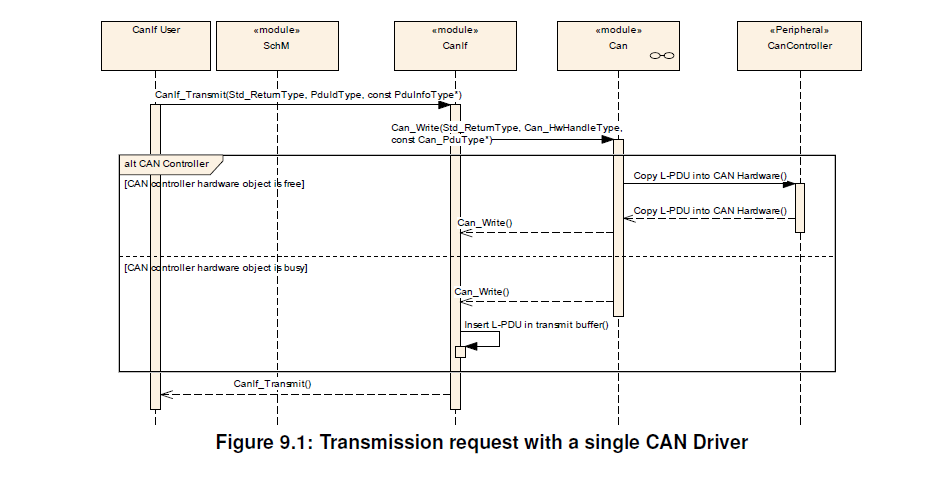 CanIf User
«module»
SchM
«module»
CanIf
«module»
Can
«Peripheral»
CanController
CanIf_Transmit(Std_ReturnType, PduIdType, const PduInfoType*)
Can_Write(Std_ReturnType, Can_HwHandleType,
const Can_PduType*)
alt CAN Controller
[CAN controller hardware object is free]
Copy L-PDU into CAN Hardware()
Copy L-PDU into CAN Hardware()
Can_Write()
[CAN controller hardware object is busy]
Can_Write()
Insert L-PDU in transmit buffer()
CanIf_Transmit()
Figure 9.1: Transmission request with a single CAN Driver